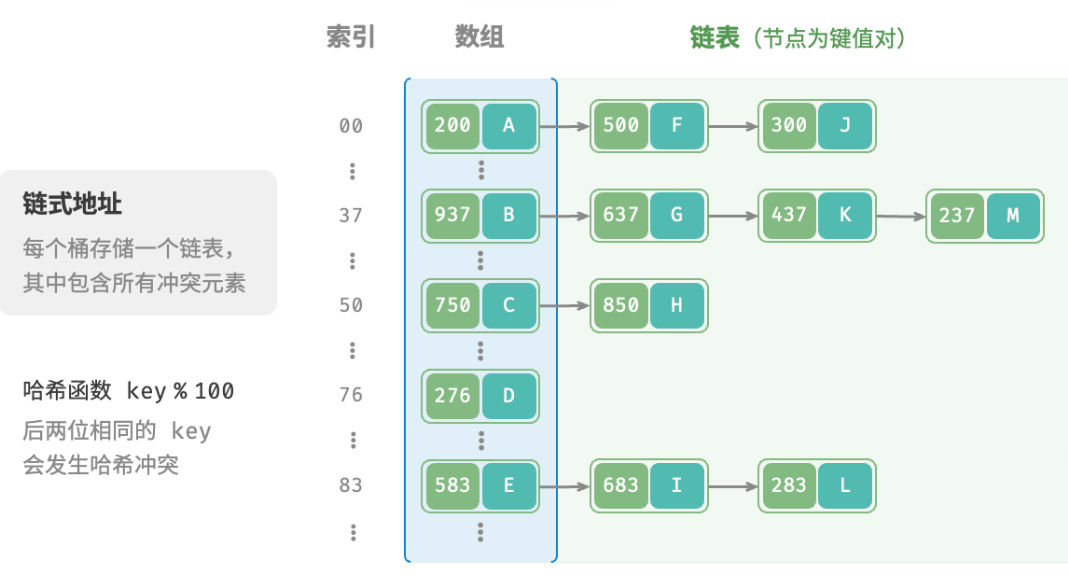 索引 数组 链表（节点为键值对）
00 200 A 500 F 300 J
链式地址
每个桶存储一个链表，
其中包含所有冲突元素
37 937 B 637 G 437 K 237 M
50 750 C 850 H
哈希函数 key % 100
后两位相同的 key
会发生哈希冲突
76 276 D
83 583 E 683 I 283 L